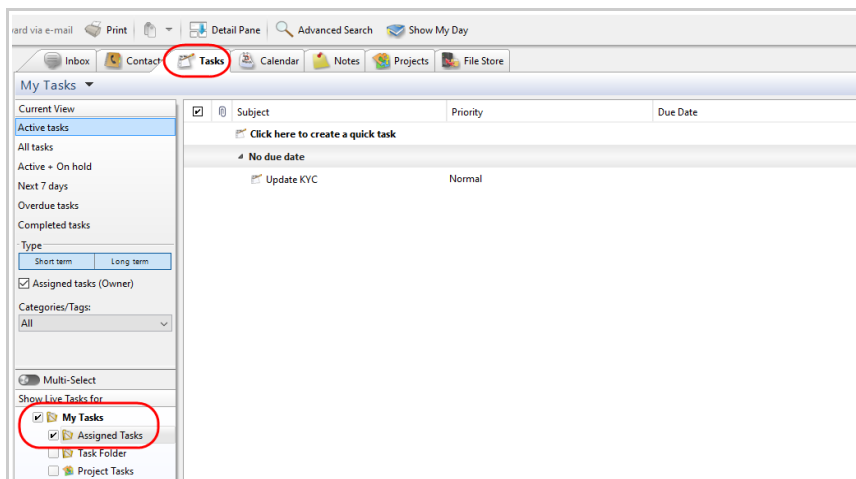 ard via e-mail Print Detail Pane Advanced Search Show My Day
Inbox Contact Tasks Calendar Notes Projects File Store
My Tasks
Current View
Active tasks
All tasks
Active + On hold
Next 7 days
Overdue tasks
Completed tasks
Type
Short term Long term
Assigned tasks (Owner)
Categories/Tags:
All
Multi-Select
Show Live Tasks for
My Tasks
Assigned Tasks
Task Folder
Project Tasks
Subject Priority Due Date
Click here to create a quick task
No due date
Update KYC Normal